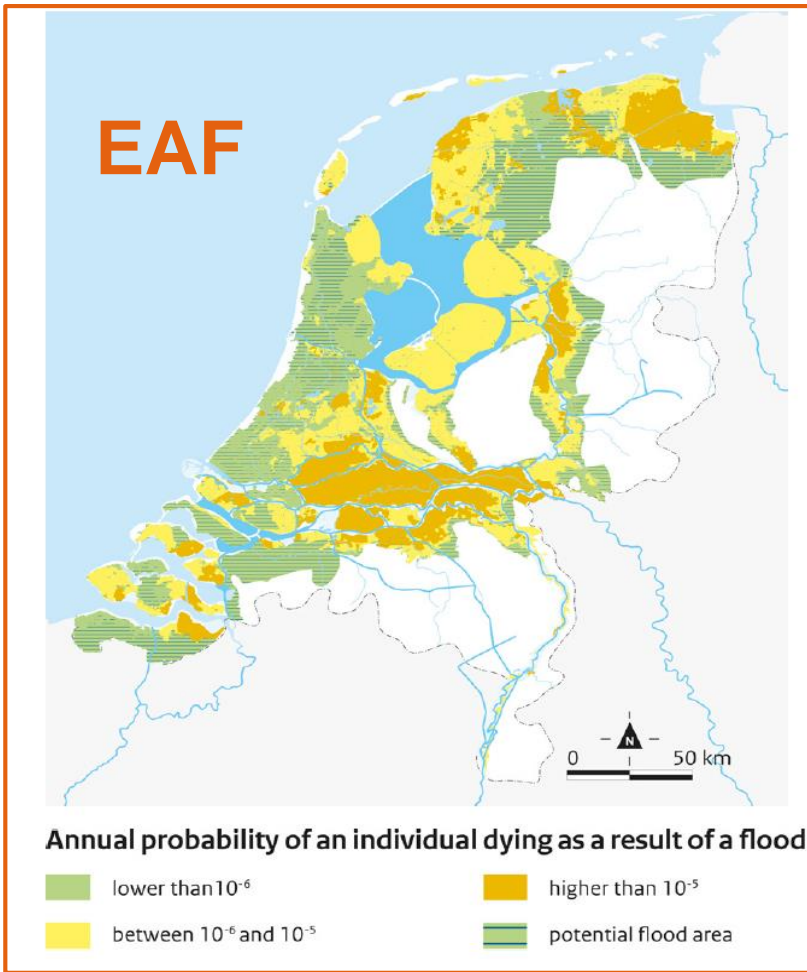 EAF
N
0 50 km
Annual probability of an individual dying as a result of a flood
lower than 10⁻⁶
higher than 10⁻⁵
between 10⁻⁶ and 10⁻⁵
potential flood area